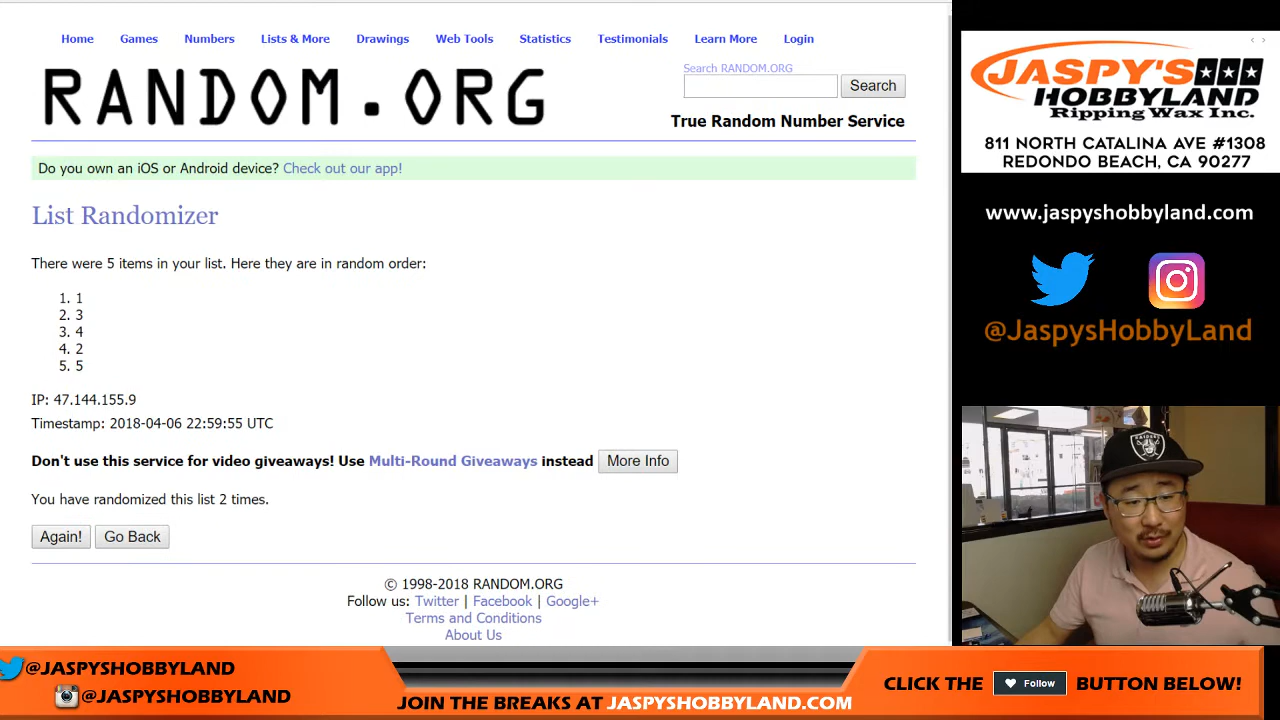 Home Games Numbers Lists & More Drawings Web Tools Statistics Testimonials Learn More Login
RANDOM.ORG
Search RANDOM.ORG
Search
True Random Number Service
Do you own an iOS or Android device? Check out our app!
List Randomizer
There were 5 items in your list. Here they are in random order:
1. 1
2. 3
3. 4
4. 2
5. 5
IP: 47.144.155.9
Timestamp: 2018-04-06 22:59:55 UTC
Don't use this service for video giveaways! Use Multi-Round Giveaways instead More Info
You have randomized this list 2 times.
Again! Go Back
© 1998-2018 RANDOM.ORG
Follow us: Twitter | Facebook | Google+
Terms and Conditions
About Us
JASPY'S
HOBBYLAND
Ripping Wax Inc.
811 NORTH CATALINA AVE #1308
REDONDO BEACH, CA 90277
www.jaspyshobbyland.com
@JaspysHobbyLand
RAIDERS
@JASPYSHOBBYLAND
@JASPYSHOBBYLAND
JOIN THE BREAKS AT JASPYSHOBBYLAND.COM
CLICK THE Follow BUTTON BELOW!